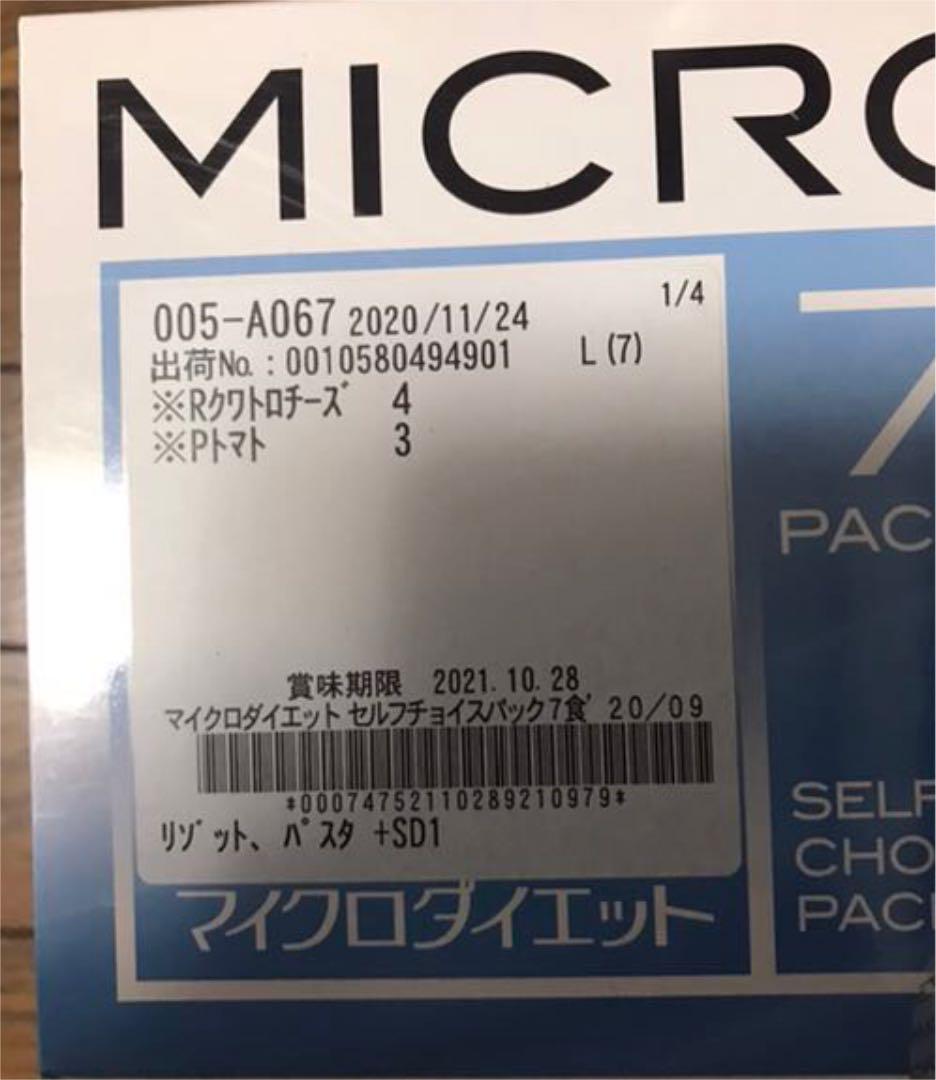 MICRO
005-A067 2020/11/24 1/4
出荷No.:0010580494901 L(7)
※Rクワトロチーズ 4
※Pトマト 3
賞味期限 2021.10.28
マイクロダイエット セルフチョイスパック7食 20/09
*00074752110289210979*
リゾット、パスタ +SD1
マイクロダイエット
7
PAC
SELF
CHO
PAC